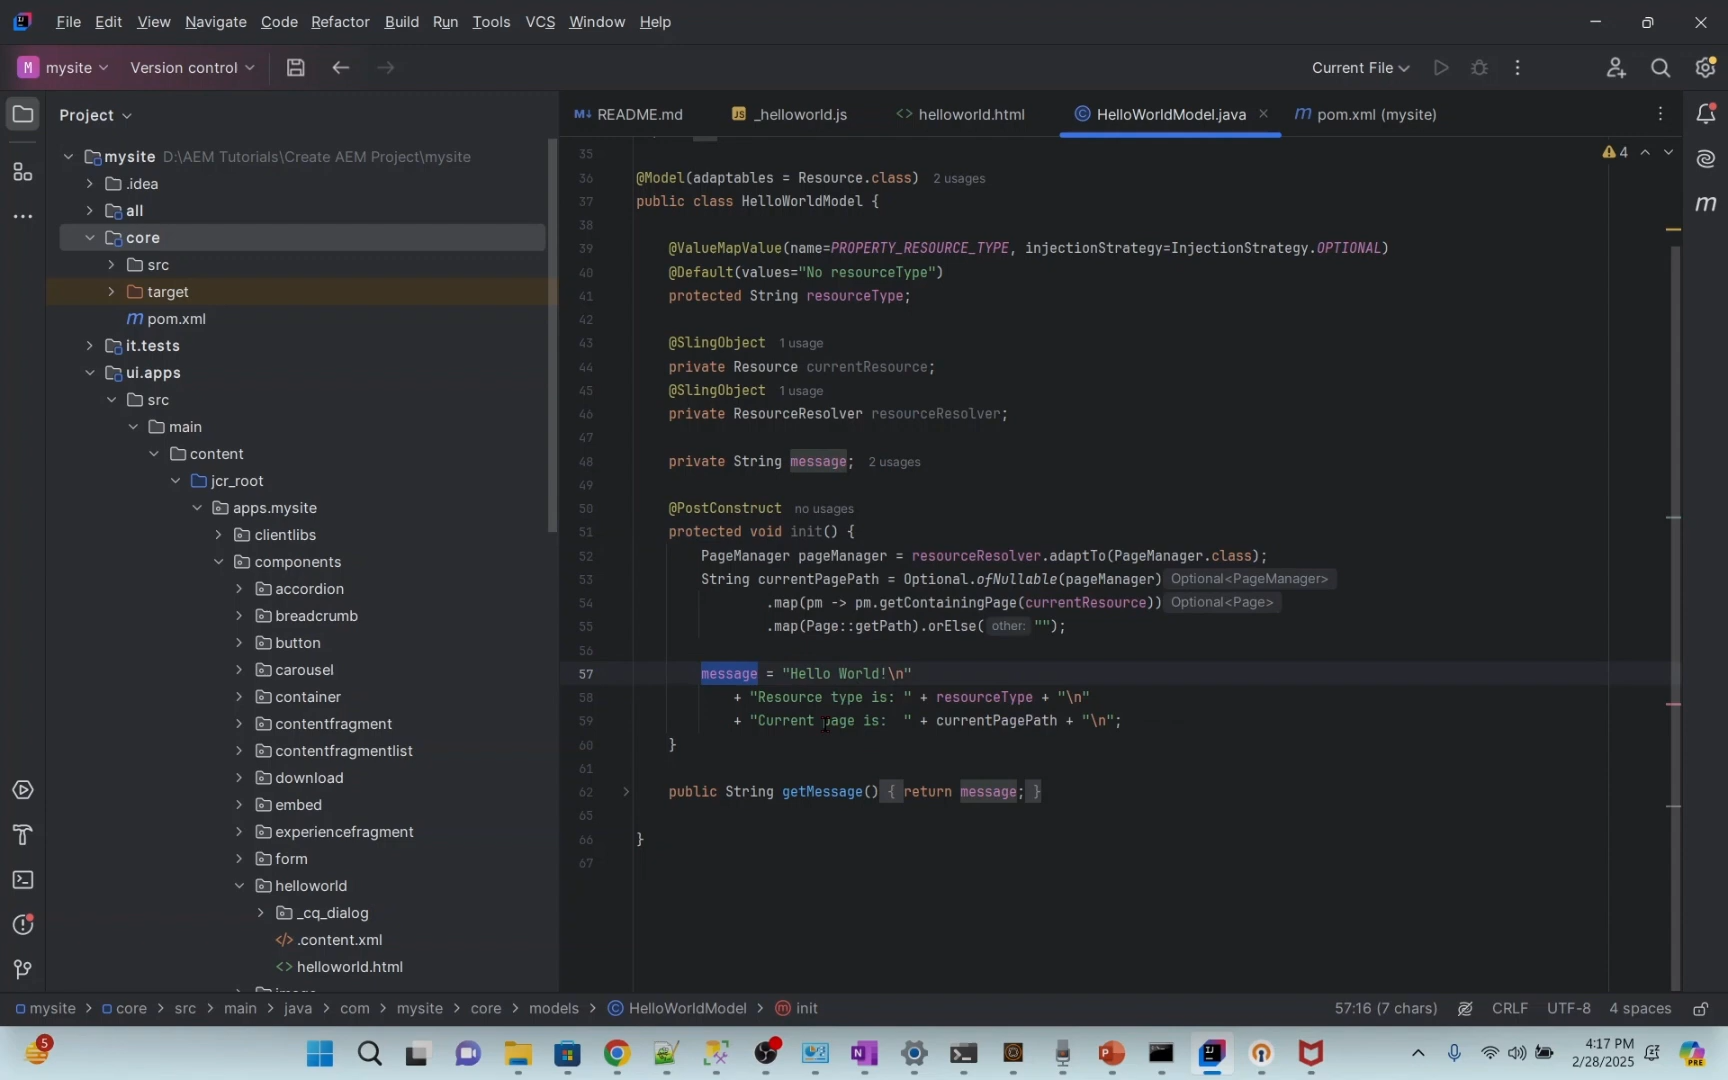 File Edit View Navigate Code Refactor Build Run Tools VCS Window Help
M mysite Version control Current File
Project
README.md _helloworld.js helloworld.html HelloWorldModel.java pom.xml (mysite)
mysite D:\AEM Tutorials\Create AEM Project\mysite
.idea
all
core
src
target
pom.xml
it.tests
ui.apps
src
main
content
jcr_root
apps.mysite
clientlibs
components
accordion
breadcrumb
button
carousel
container
contentfragment
contentfragmentlist
download
embed
experiencefragment
form
helloworld
_cq_dialog
.content.xml
helloworld.html
4
35
36 @Model(adaptables = Resource.class) 2 usages
37 public class HelloWorldModel {
38
39 @ValueMapValue(name=PROPERTY_RESOURCE_TYPE, injectionStrategy=InjectionStrategy.OPTIONAL)
40 @Default(values="No resourceType")
41 protected String resourceType;
42
43 @SlingObject 1 usage
44 private Resource currentResource;
45 @SlingObject 1 usage
46 private ResourceResolver resourceResolver;
47
48 private String message; 2 usages
49
50 @PostConstruct no usages
51 protected void init() {
52 PageManager pageManager = resourceResolver.adaptTo(PageManager.class);
53 String currentPagePath = Optional.ofNullable(pageManager) Optional<PageManager>
54 .map(pm -> pm.getContainingPage(currentResource)) Optional<Page>
55 .map(Page::getPath).orElse( other: "");
56
57 message = "Hello World!\n"
58 + "Resource type is: " + resourceType + "\n"
59 + "Current page is:  " + currentPagePath + "\n";
60 }
61
62 public String getMessage() { return message; }
65
66 }
67
mysite > core > src > main > java > com > mysite > core > models > HelloWorldModel > init 57:16 (7 chars) CRLF UTF-8 4 spaces
5 4:17 PM
2/28/2025
PRE